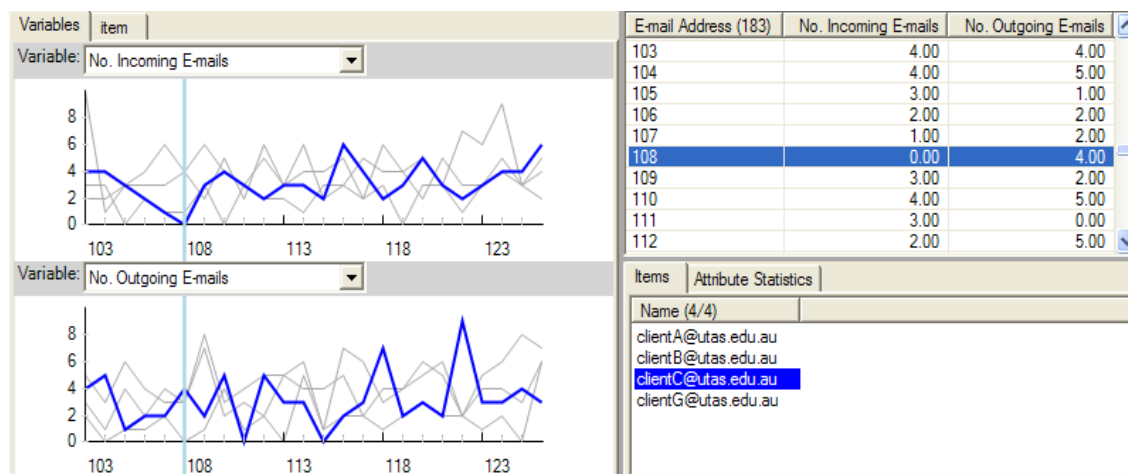 Variables item
Variable: No. Incoming E-mails
8
6
4
2
0
103 108 113 118 123
Variable: No. Outgoing E-mails
8
6
4
2
0
103 108 113 118 123
E-mail Address (183) No. Incoming E-mails No. Outgoing E-mails
103 4.00 4.00
104 4.00 5.00
105 3.00 1.00
106 2.00 2.00
107 1.00 2.00
108 0.00 4.00
109 3.00 2.00
110 4.00 5.00
111 3.00 0.00
112 2.00 5.00
Items Attribute Statistics
Name (4/4)
clientA@utas.edu.au
clientB@utas.edu.au
clientC@utas.edu.au
clientG@utas.edu.au